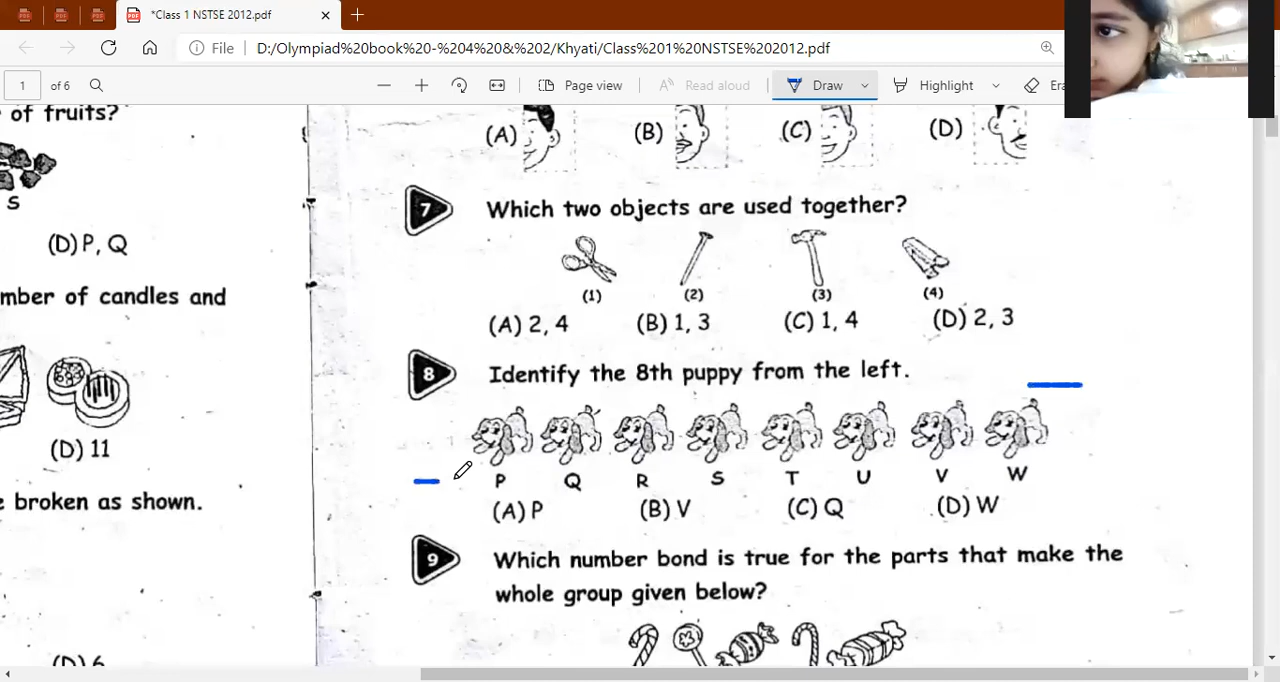 *Class 1 NSTSE 2012.pdf
File D:/Olympiad%20book%20-%204%20&%202/Khyati/Class%201%20NSTSE%202012.pdf
1 of 6 Page view Read aloud Draw Highlight Era
of fruits?
S
(D) P, Q
mber of candles and
(D) 11
e broken as shown.
(D) 6
(A) (B) (C) (D)
7 Which two objects are used together?
(1) (2) (3) (4)
(A) 2, 4 (B) 1, 3 (C) 1, 4 (D) 2, 3
8 Identify the 8th puppy from the left.
P Q R S T U V W
(A) P (B) V (C) Q (D) W
9 Which number bond is true for the parts that make the
whole group given below?